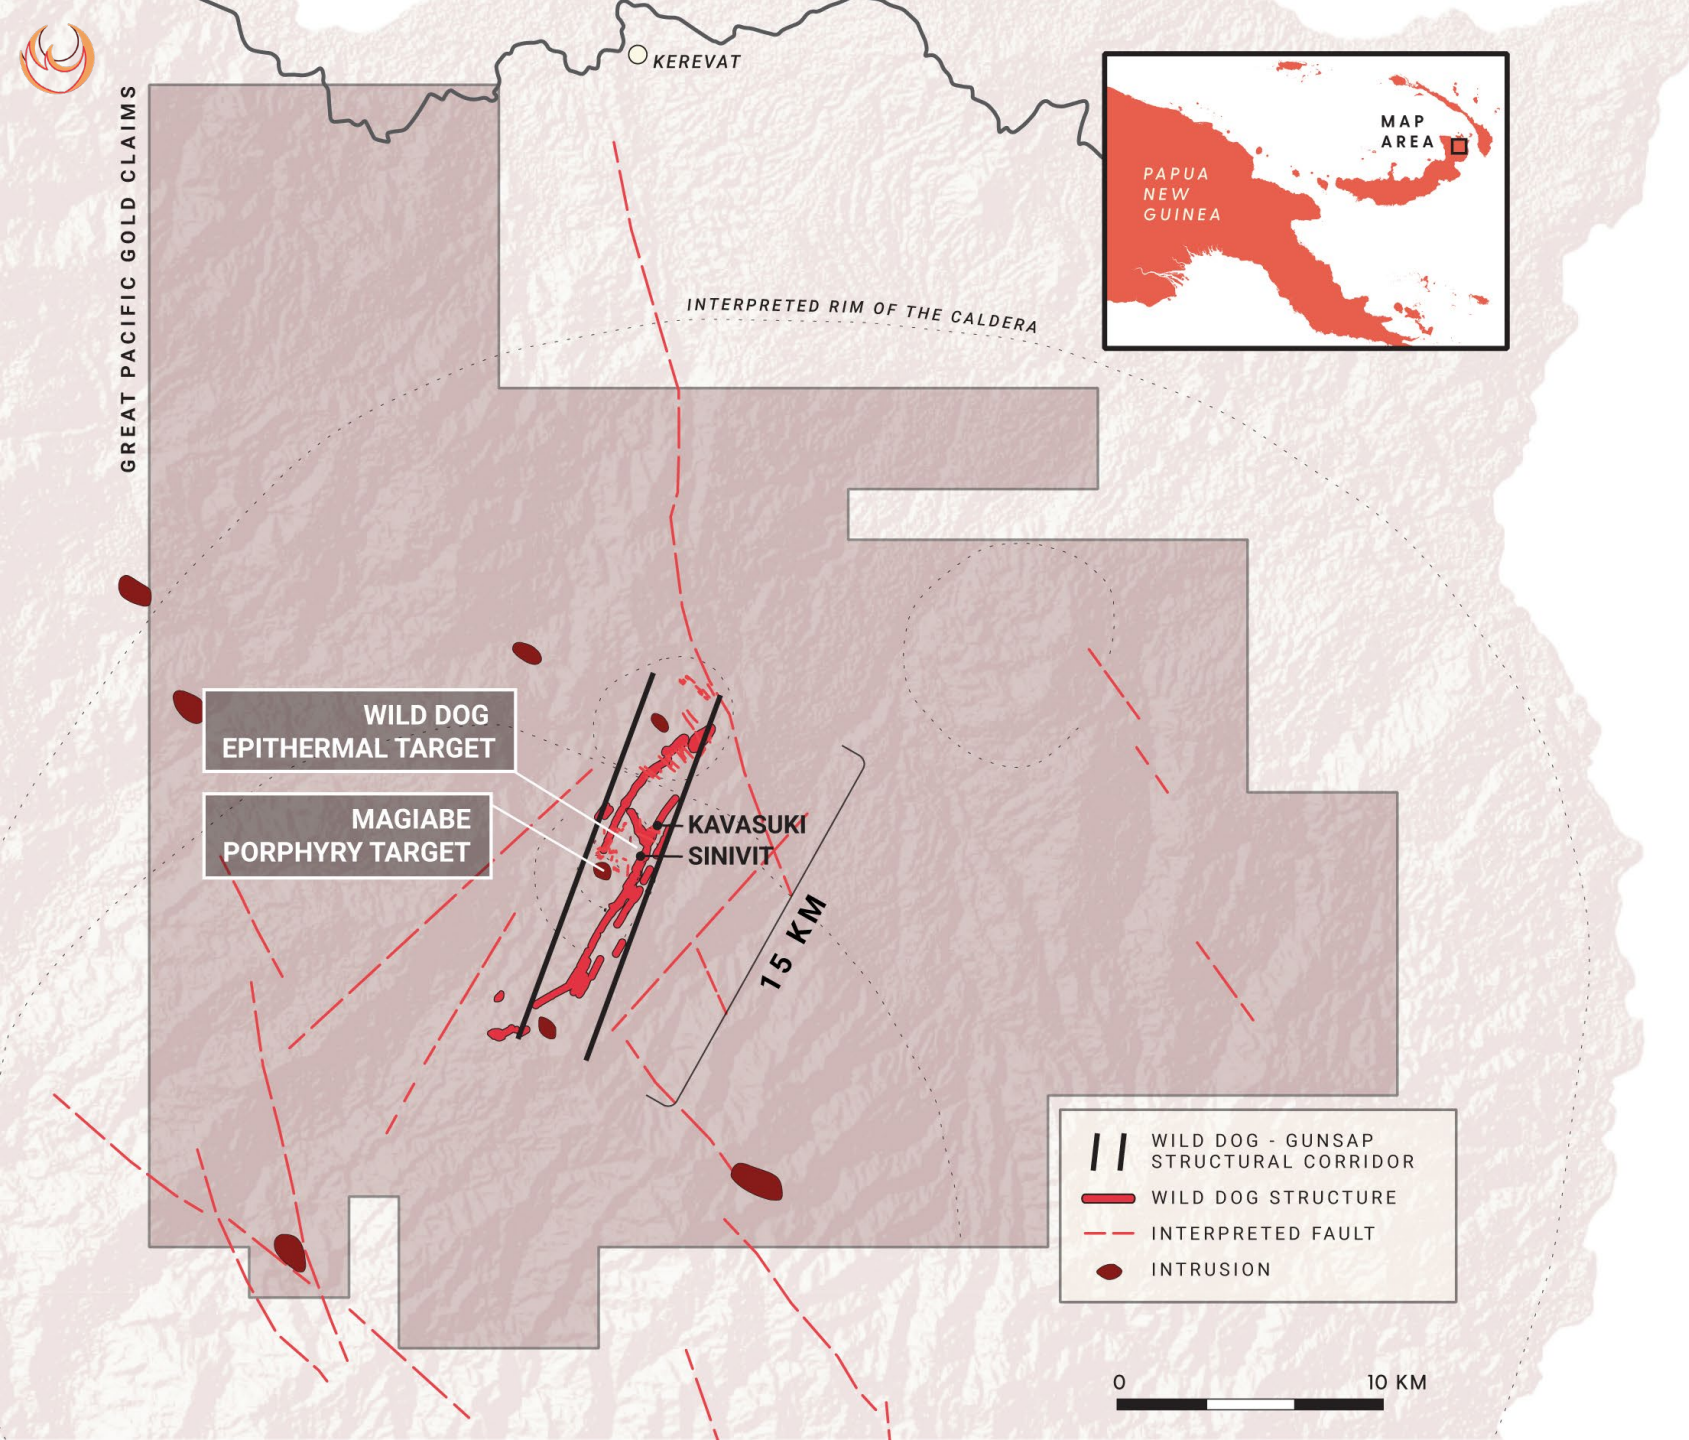 KEREVAT
GREAT PACIFIC GOLD CLAIMS
MAP
AREA
PAPUA
NEW
GUINEA
INTERPRETED RIM OF THE CALDERA
WILD DOG
EPITHERMAL TARGET
MAGIABE
PORPHYRY TARGET
KAVASUKI
SINIVIT
15 KM
WILD DOG - GUNSAP
STRUCTURAL CORRIDOR
WILD DOG STRUCTURE
INTERPRETED FAULT
INTRUSION
0 10 KM